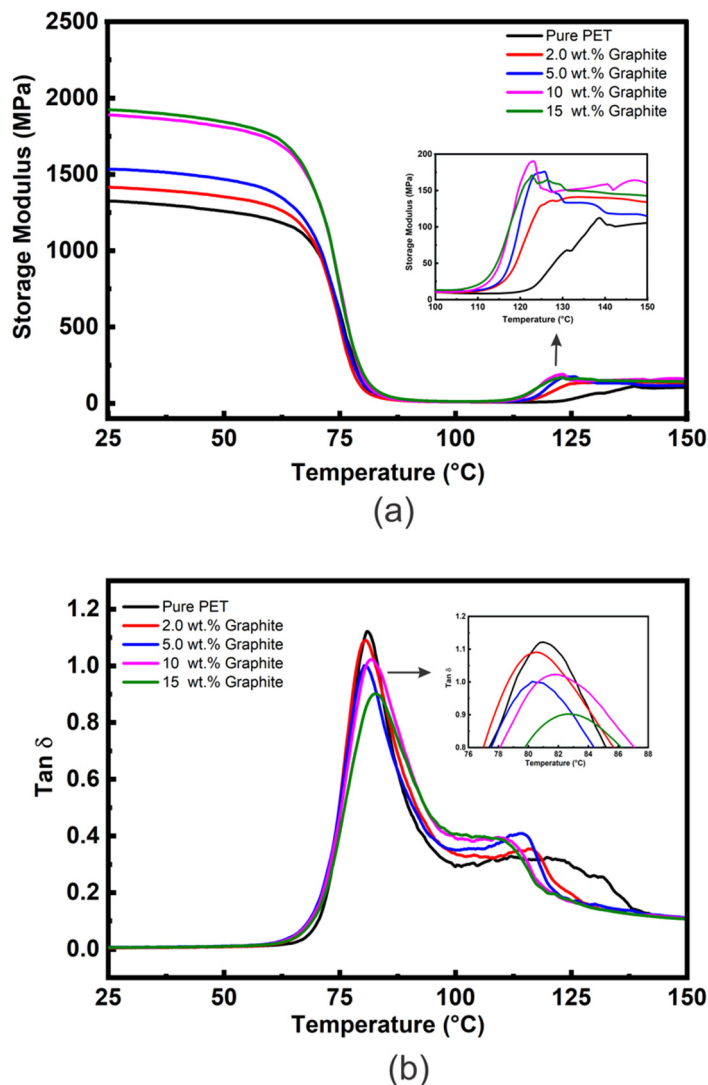 Pure PET
2.0 wt.% Graphite
5.0 wt.% Graphite
10 wt.% Graphite
15 wt.% Graphite
Storage Modulus (MPa)
2500
2000
1500
1000
500
0
25
50
75
100
125
150
Temperature (°C)
Storage Modulus (MPa)
200
150
100
50
0
100
110
120
130
140
150
Temperature (°C)
(a)
Pure PET
2.0 wt.% Graphite
5.0 wt.% Graphite
10 wt.% Graphite
15 wt.% Graphite
Tan δ
1.2
1.0
0.8
0.6
0.4
0.2
0.0
25
50
75
100
125
150
Temperature (°C)
Tan δ
1.2
1.1
1.0
0.9
0.8
76
78
80
82
84
86
88
Temperature (°C)
(b)